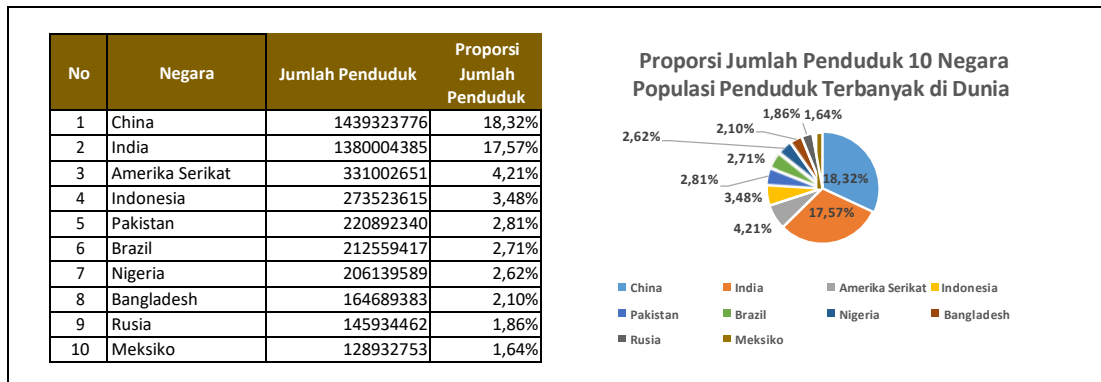 No Negara Jumlah Penduduk Proporsi Jumlah Penduduk
1 China 1439323776 18,32%
2 India 1380004385 17,57%
3 Amerika Serikat 331002651 4,21%
4 Indonesia 273523615 3,48%
5 Pakistan 220892340 2,81%
6 Brazil 212559417 2,71%
7 Nigeria 206139589 2,62%
8 Bangladesh 164689383 2,10%
9 Rusia 145934462 1,86%
10 Meksiko 128932753 1,64%
Proporsi Jumlah Penduduk 10 Negara
Populasi Penduduk Terbanyak di Dunia
1,86% 1,64%
2,10%
2,62%
2,71%
2,81%
18,32%
3,48%
17,57%
4,21%
China India Amerika Serikat Indonesia
Pakistan Brazil Nigeria Bangladesh
Rusia Meksiko